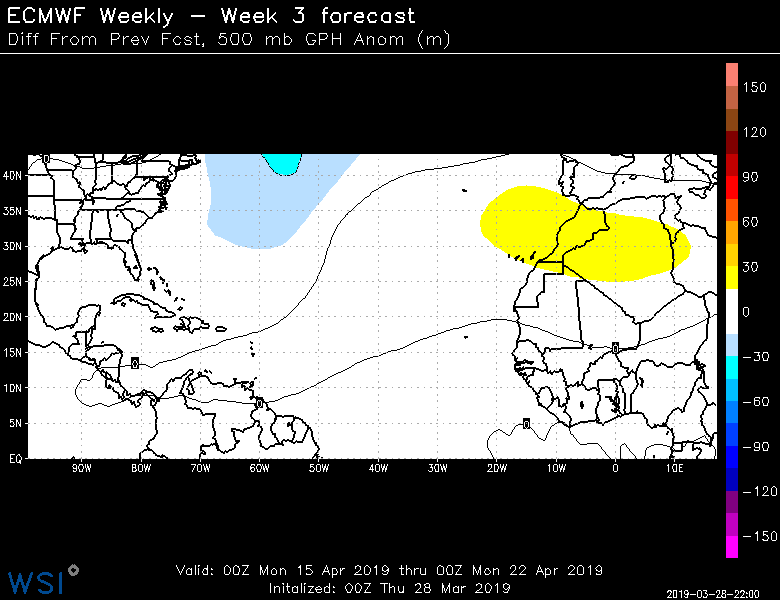 ECMWF Weekly – Week 3 forecast
Diff From Prev Fcst, 500 mb GPH Anom (m)
150
120
90
60
30
0
−30
−60
−90
−120
−150
40N
35N
30N
25N
20N
15N
10N
5N
EQ
0
0
0
0
0
90W 80W 70W 60W 50W 40W 30W 20W 10W 0 10E
Valid: 00Z Mon 15 Apr 2019 thru 00Z Mon 22 Apr 2019
Initalized: 00Z Thu 28 Mar 2019
WSI
2019-03-28-22:00